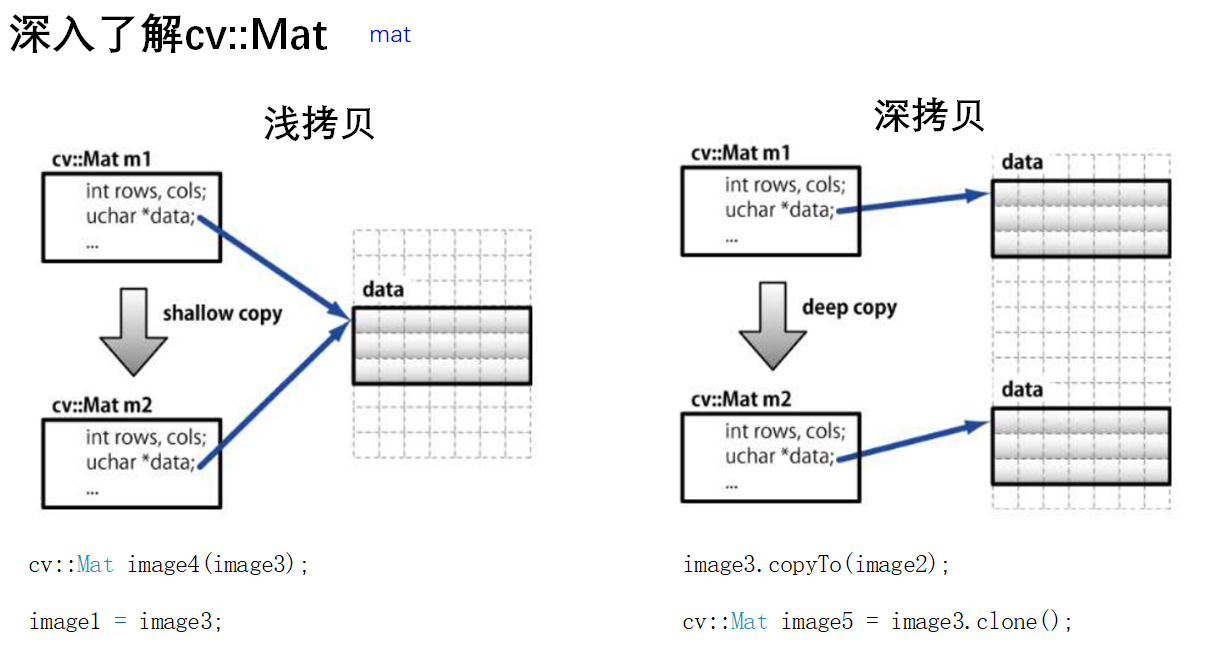 深入了解cv::Mat mat
浅拷贝
cv::Mat m1
int rows, cols;
uchar *data;
...
data
shallow copy
cv::Mat m2
int rows, cols;
uchar *data;
...
cv::Mat image4(image3);
image1 = image3;
深拷贝
cv::Mat m1
int rows, cols;
uchar *data;
...
data
deep copy
cv::Mat m2
int rows, cols;
uchar *data;
...
data
image3.copyTo(image2);
cv::Mat image5 = image3.clone();